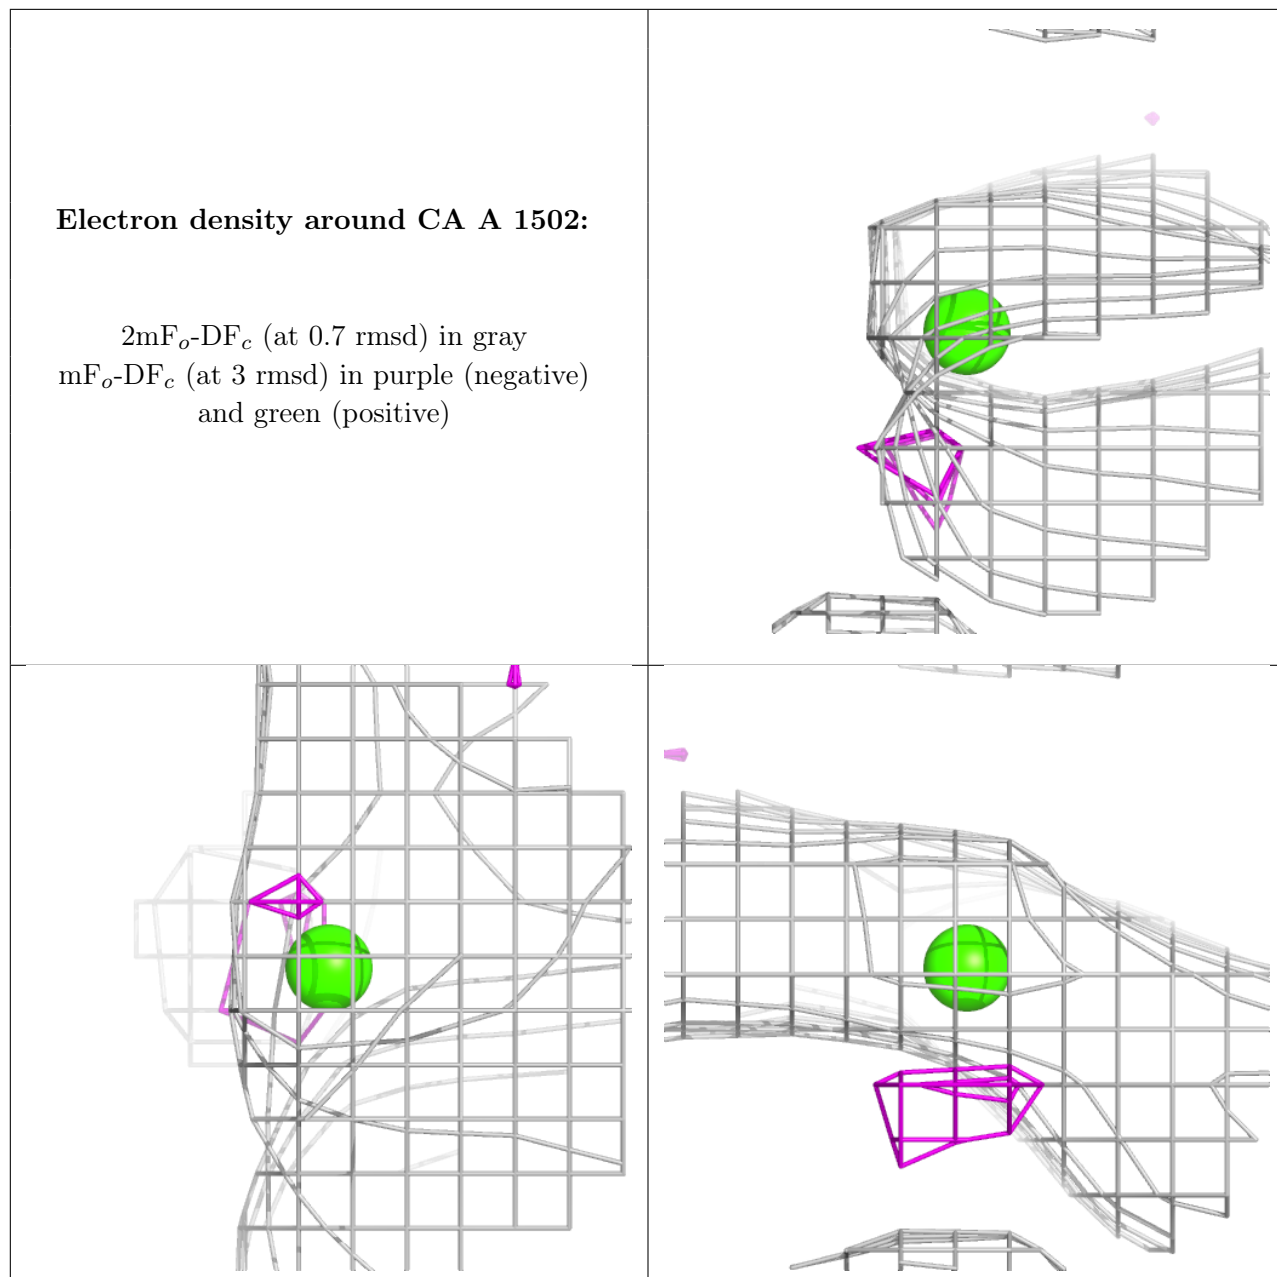 Electron density around CA A 1502:
2mFo-DFc (at 0.7 rmsd) in gray
mFo-DFc (at 3 rmsd) in purple (negative)
and green (positive)